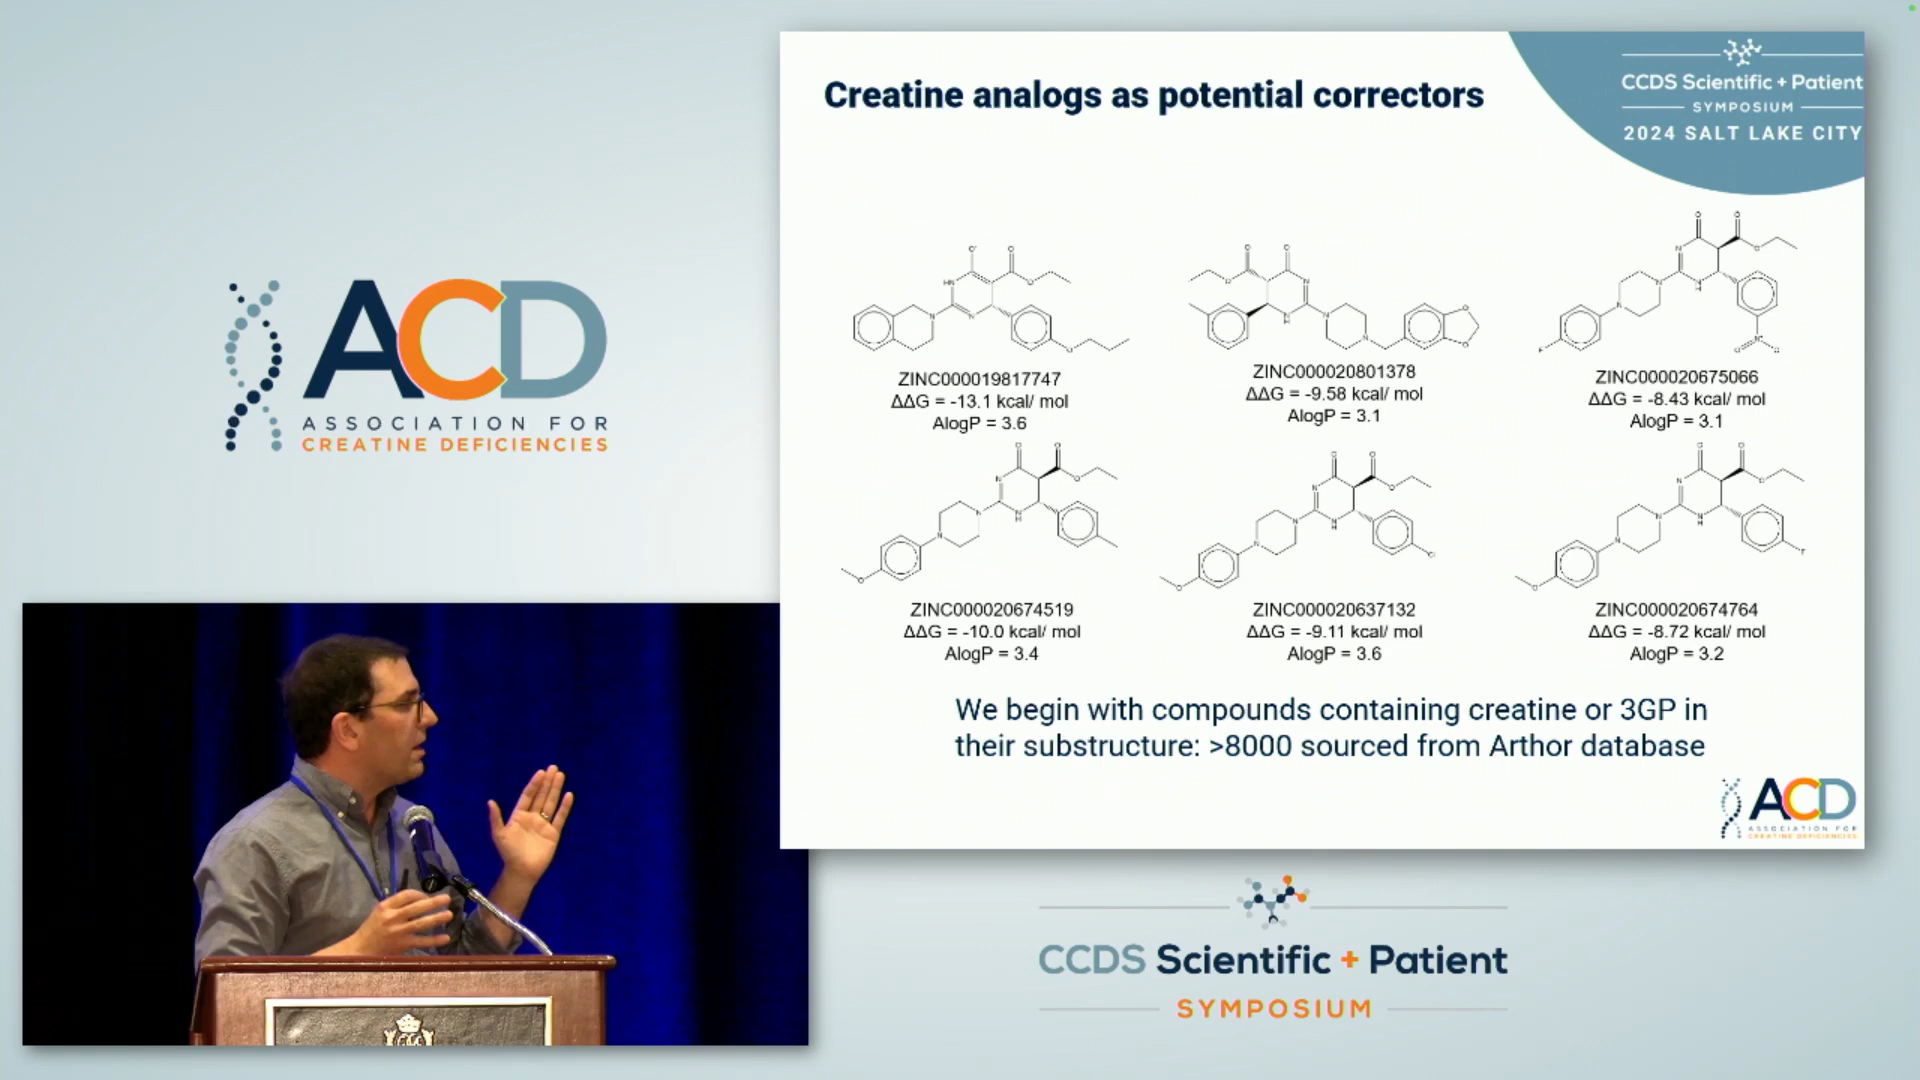 Creatine analogs as potential correctors
CCDS Scientific + Patient
SYMPOSIUM
2024 SALT LAKE CITY
ZINC000019817747
ΔΔG = -13.1 kcal/ mol
AlogP = 3.6
ZINC000020801378
ΔΔG = -9.58 kcal/ mol
AlogP = 3.1
ZINC000020675066
ΔΔG = -8.43 kcal/ mol
AlogP = 3.1
ZINC000020674519
ΔΔG = -10.0 kcal/ mol
AlogP = 3.4
ZINC000020637132
ΔΔG = -9.11 kcal/ mol
AlogP = 3.6
ZINC000020674764
ΔΔG = -8.72 kcal/ mol
AlogP = 3.2
We begin with compounds containing creatine or 3GP in
their substructure: >8000 sourced from Arthor database
ACD
ASSOCIATION FOR
CREATINE DEFICIENCIES
ACD
ASSOCIATION FOR
CREATINE DEFICIENCIES
CCDS Scientific + Patient
SYMPOSIUM